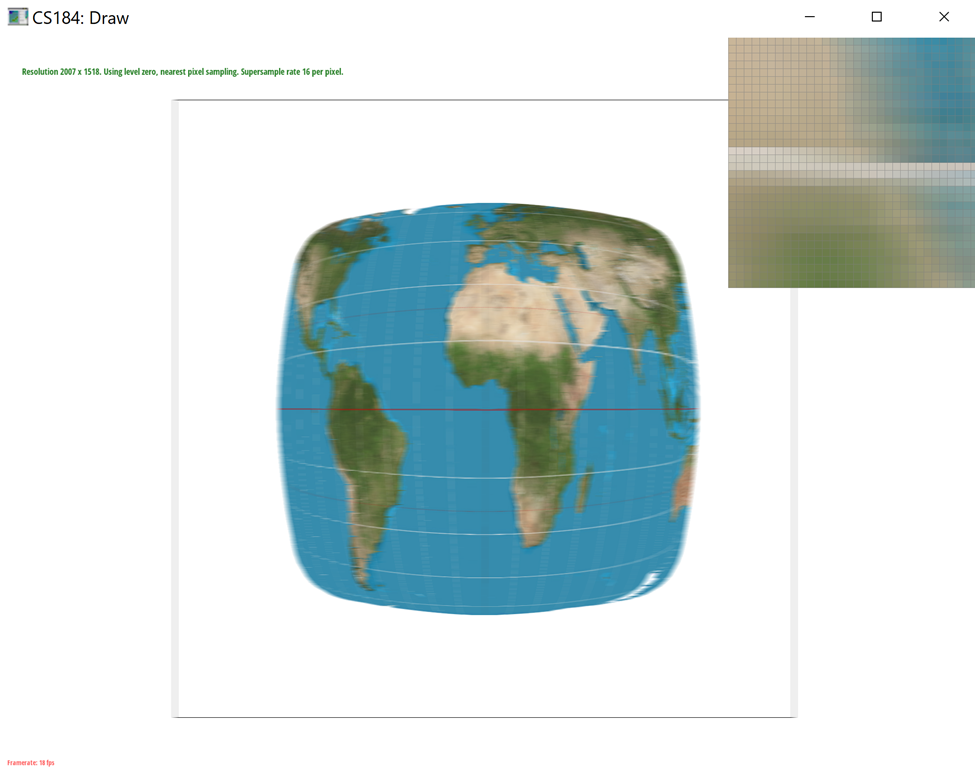 CS184: Draw
Resolution 2007 x 1518. Using level zero, nearest pixel sampling. Supersample rate 16 per pixel.
Framerate: 18 fps